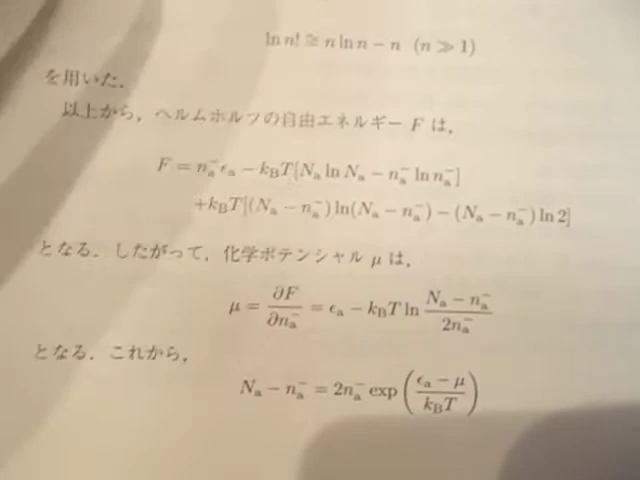 ln n! ≅ n ln n − n (n ≫ 1)
を用いた.
以上から, ヘルムホルツの自由エネルギー F は,
F = n_a^- ε_a − k_B T[N_a ln N_a − n_a^- ln n_a^-]
+k_B T[(N_a − n_a^-) ln(N_a − n_a^-) − (N_a − n_a^-) ln 2]
となる. したがって, 化学ポテンシャル μ は,
μ = ∂F/∂n_a^- = ε_a − k_B T ln (N_a − n_a^-)/(2n_a^-)
となる. これから,
N_a − n_a^- = 2n_a^- exp((ε_a − μ)/(k_B T))